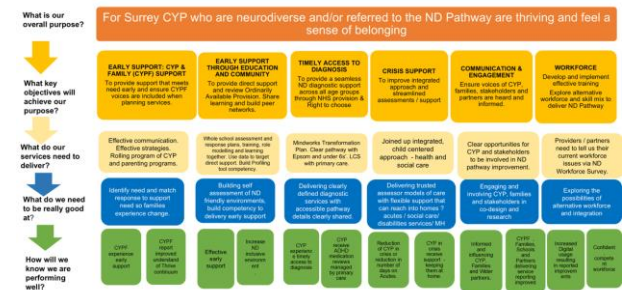 What is our
overall purpose?
For Surrey CYP who are neurodiverse and/or referred to the ND Pathway are thriving and feel a
sense of belonging
What key
objectives will
achieve our
purpose?
EARLY SUPPORT: CYP &
FAMILY (CYPF) SUPPORT
To provide support that meets
need early and ensure CYPF
voices are included when
planning services.
EARLY SUPPORT
THROUGH EDUCATION
AND COMMUNITY
To provide direct support
and review Ordinarily
Available Provision. Share
learning and build peer
networks.
TIMELY ACCESS TO
DIAGNOSIS
To provide a seamless
ND diagnostic support
across all age groups
through NHS provision &
Right to choose
CRISIS SUPPORT
To improve integrated
approach and
streamline
assessments / support
COMMUNICATION &
ENGAGEMENT
Ensure voices of CYP,
families, stakeholders and
partners are heard and
informed.
WORKFORCE
Develop and implement
effective training
Explore alternative
workforce and skill mix to
deliver ND Pathway
What do our
services need to
deliver?
Effective communication.
Effective strategies.
Rolling program of CYP
and parenting programs.
Whole school assessment and
response plans, training, role
modelling and learning
together. Use data to target
direct support. Build Profiling
tool competency.
Mindworks Transformation
Plan. Clear pathway with
Epsom and under 6s'. LCS
with primary care.
Joined up integrated,
child-centered
approach - health and
social care
Clear opportunities for
CYP and stakeholders
to be involved in ND
pathway improvement.
Providers / partners
need to tell us their
current workforce
issues via ND
Workforce Survey.
What do we need
to be really good
at?
Identify need and match
response to support
need as families
experience change.
Building self
assessment of ND
friendly environments,
build competency to
delivery early support
Delivering clearly
defined diagnostic
services with
accessible pathway
details clearly shared.
Delivering trusted
assessor models of care
with flexible support that
can reach into homes ?
acutes / social care/
disabilities services/ MH
Engaging and
involving CYP, families
and stakeholders in
co-design and
research
Exploring the
possibilities of
alternative workforce
and integration
How will we
know we are
performing
well?
CYPF
experience
early
support
CYPF
report
improved
understan
d of Thrive
continuum
Effective
early
support
Increase
ND
inclusive
environm
ent
CYP
experienc
e timely
access to
diagnosis
CYP
receive
ADHD
medication
reviews
managed by
primary care
Reduction of
CYP in crisis
or reduction
in number of
days on
Acutes
CYP in
crisis
receive
support
keeping
them at
home.
Informed
and
influencing
CYP,
Families and
Wider
partners.
CYPF,
Families,
Schools and
Partners
delivering
service
reporting
improves
Increased
Digital
usage
resulting in
reported
improvem
ents
Confident
,
compete
nt
workforce